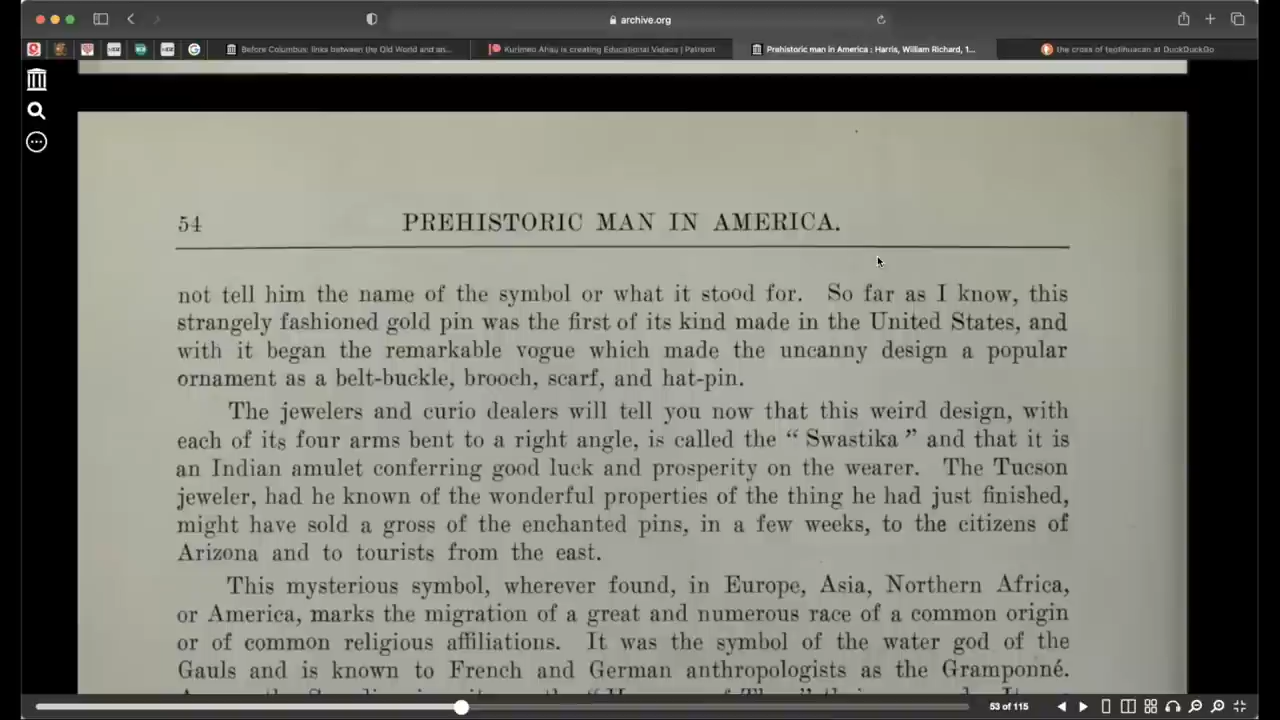 archive.org
Before Columbus: links between the Old World and an...
Kurimeo Ahau is creating Educational Videos | Patreon
Prehistoric man in America : Harris, William Richard, 1...
the cross of teotihuacan at DuckDuckGo
54
PREHISTORIC MAN IN AMERICA.
not tell him the name of the symbol or what it stood for. So far as I know, this
strangely fashioned gold pin was the first of its kind made in the United States, and
with it began the remarkable vogue which made the uncanny design a popular
ornament as a belt-buckle, brooch, scarf, and hat-pin.
The jewelers and curio dealers will tell you now that this weird design, with
each of its four arms bent to a right angle, is called the “ Swastika ” and that it is
an Indian amulet conferring good luck and prosperity on the wearer. The Tucson
jeweler, had he known of the wonderful properties of the thing he had just finished,
might have sold a gross of the enchanted pins, in a few weeks, to the citizens of
Arizona and to tourists from the east.
This mysterious symbol, wherever found, in Europe, Asia, Northern Africa,
or America, marks the migration of a great and numerous race of a common origin
or of common religious affiliations. It was the symbol of the water god of the
Gauls and is known to French and German anthropologists as the Gramponné.
53 of 115